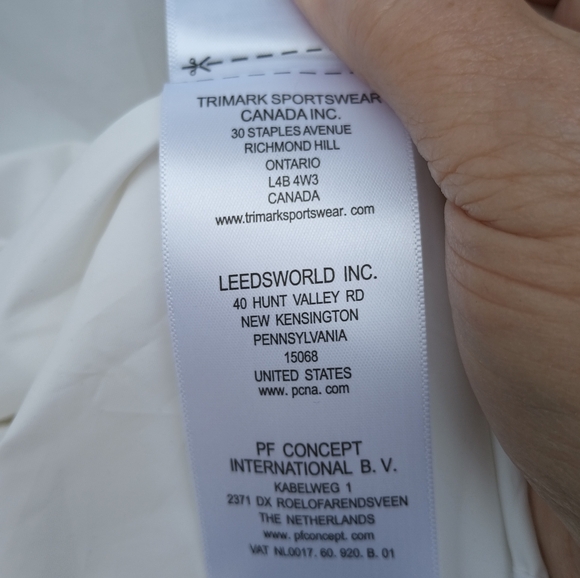 TRIMARK SPORTSWEAR
CANADA INC.
30 STAPLES AVENUE
RICHMOND HILL
ONTARIO
L4B 4W3
CANADA
www.trimarksportswear. com
LEEDSWORLD INC.
40 HUNT VALLEY RD
NEW KENSINGTON
PENNSYLVANIA
15068
UNITED STATES
www. pcna. com
PF CONCEPT
INTERNATIONAL B. V.
KABELWEG 1
2371 DX ROELOFARENDSVEEN
THE NETHERLANDS
www. pfconcept. com
VAT NL0017. 60. 920. B. 01